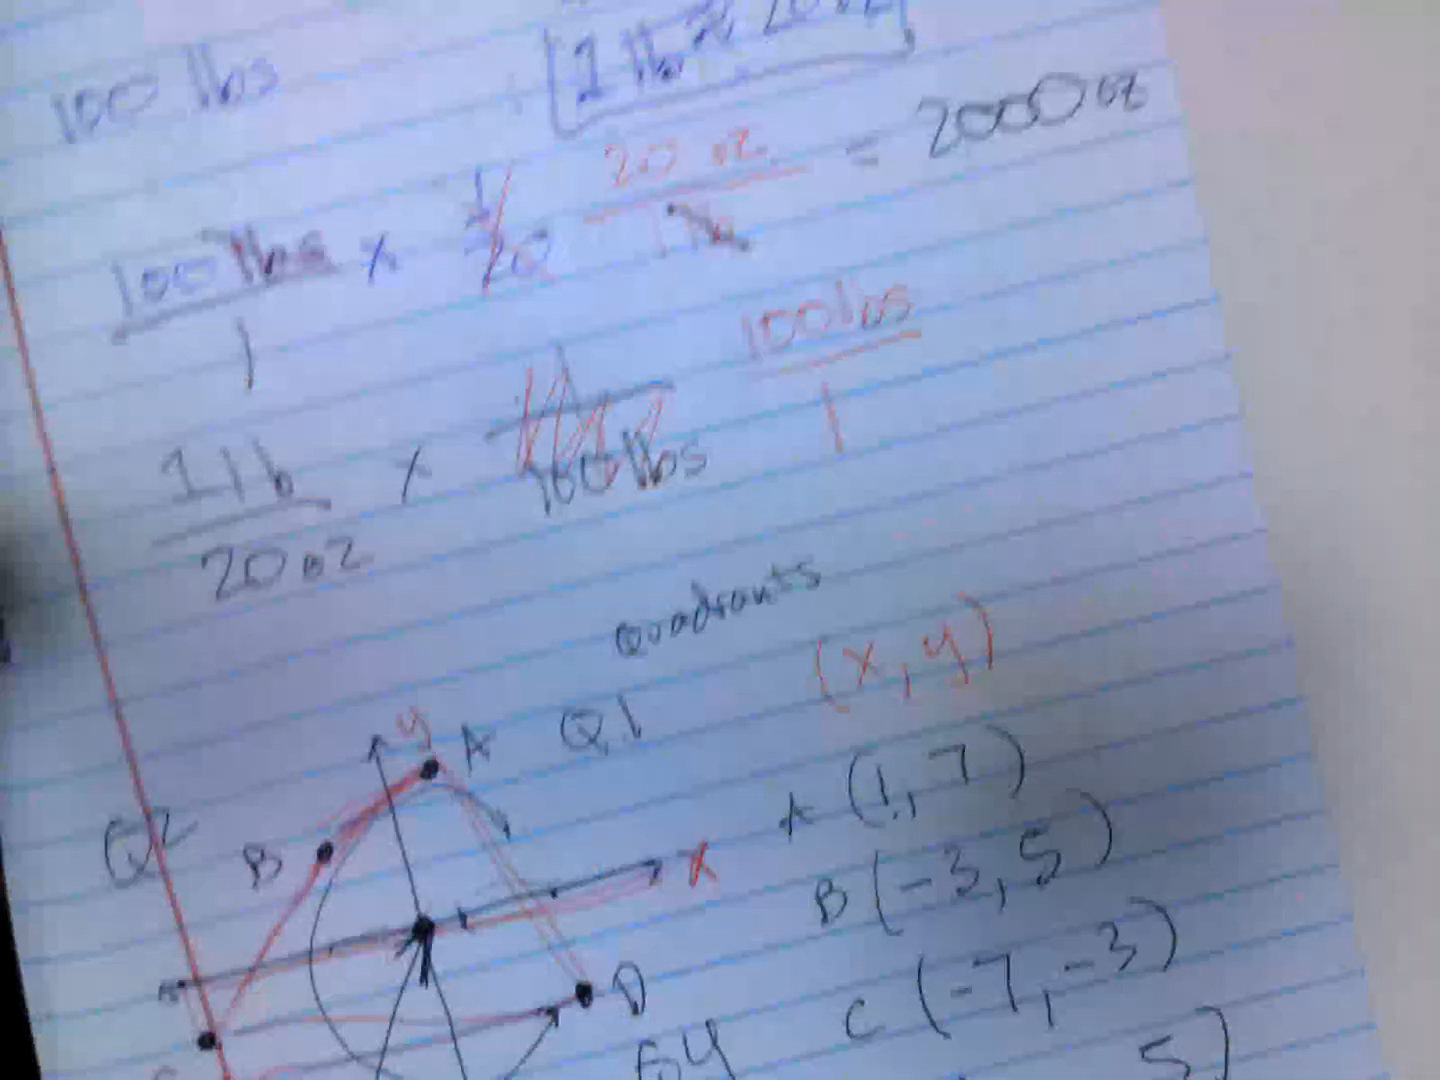 100 lbs
1 lb ≈ 20 oz
100 lbs × 1/20 20 oz = 2000 oz
1 1 lb
1 lb × 100 lbs 100 lbs
20 oz 1
Quadrants
(x, y)
y A Q1
Q2 B x A (1, 7)
B (-3, 5)
D C (-7, -3)
5)